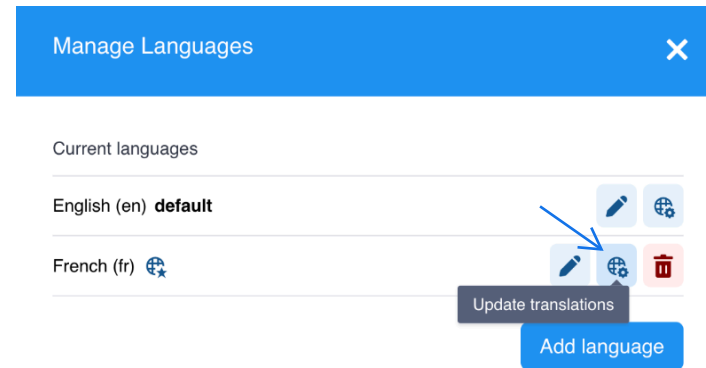 Manage Languages
Current languages
English (en) default
French (fr)
Update translations
Add language